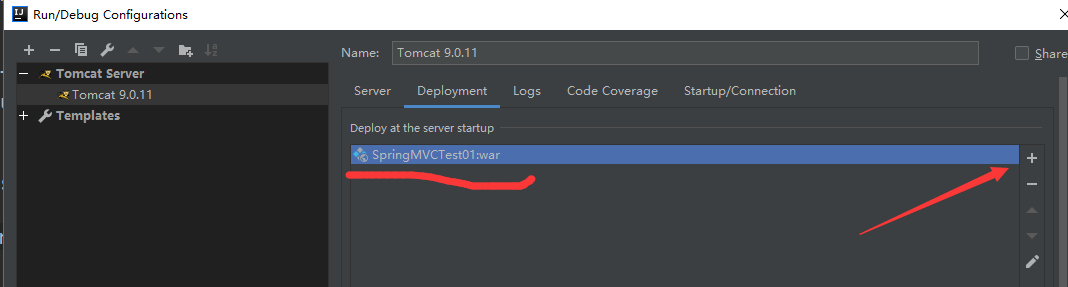 Run/Debug Configurations
Name: Tomcat 9.0.11
Share
Tomcat Server
Tomcat 9.0.11
Templates
Server Deployment Logs Code Coverage Startup/Connection
Deploy at the server startup
SpringMVCTest01:war